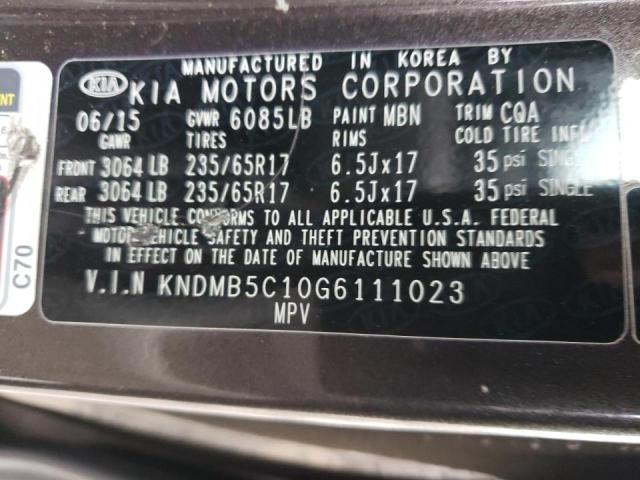 MANUFACTURED IN KOREA BY
KIA KIA MOTORS CORPORATION
06/15 GVWR 6085LB PAINT MBN TRIM CQA
GAWR TIRES RIMS COLD TIRE INFL
FRONT 3064 LB 235/65R17 6.5Jx17 35 psi SINGLE
REAR 3064 LB 235/65R17 6.5Jx17 35 psi SINGLE
THIS VEHICLE CONFORMS TO ALL APPLICABLE U.S.A. FEDERAL
MOTOR VEHICLE SAFETY AND THEFT PREVENTION STANDARDS
IN EFFECT ON THE DATE OF MANUFACTURE SHOWN ABOVE.
V.I.N KNDMB5C10G6111023
MPV
C70